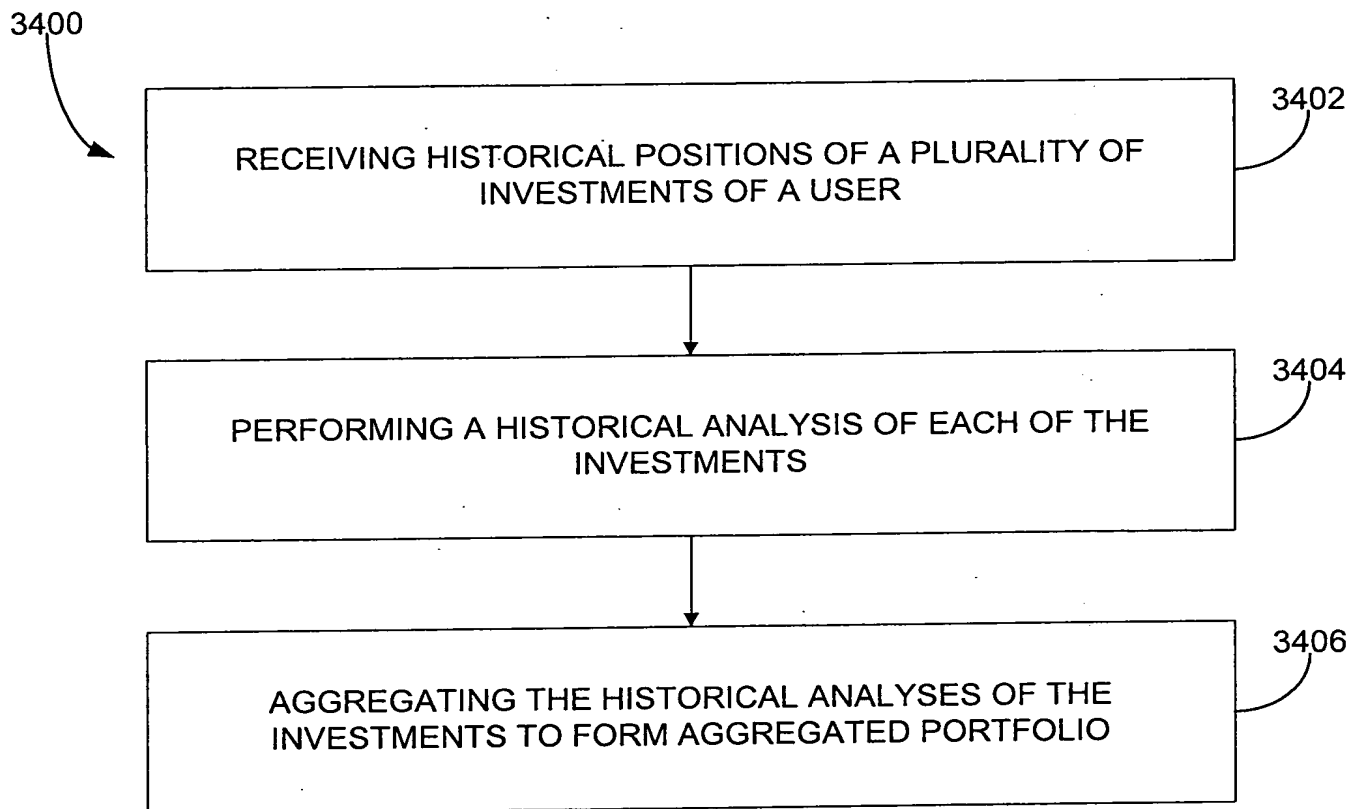 3400
3402
RECEIVING HISTORICAL POSITIONS OF A PLURALITY OF
INVESTMENTS OF A USER
3404
PERFORMING A HISTORICAL ANALYSIS OF EACH OF THE
INVESTMENTS
3406
AGGREGATING THE HISTORICAL ANALYSES OF THE
INVESTMENTS TO FORM AGGREGATED PORTFOLIO